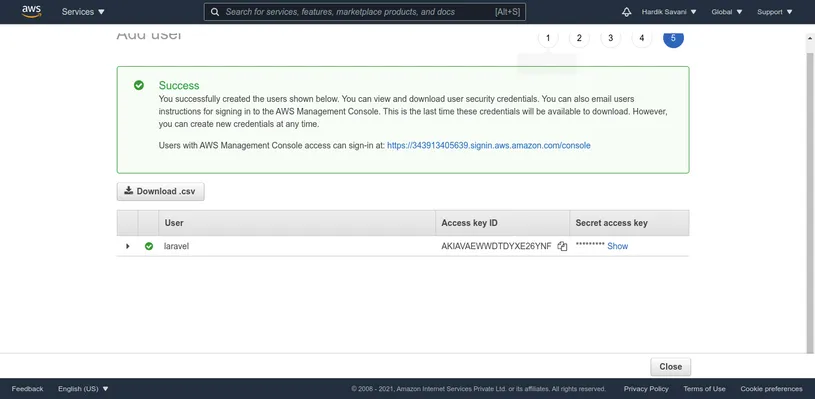 aws
Services
Search for services, features, marketplace products, and docs
[Alt+S]
Hardik Savani
Global
Support
Add user
1
2
3
4
5
Success
You successfully created the users shown below. You can view and download user security credentials. You can also email users
instructions for signing in to the AWS Management Console. This is the last time these credentials will be available to download. However,
you can create new credentials at any time.
Users with AWS Management Console access can sign-in at: https://343913405639.signin.aws.amazon.com/console
Download .csv
User
Access key ID
Secret access key
laravel
AKIAVAEWWDTDYXE26YNF
********* Show
Close
Feedback
English (US)
© 2008 - 2021, Amazon Internet Services Private Ltd. or its affiliates. All rights reserved.
Privacy Policy
Terms of Use
Cookie preferences